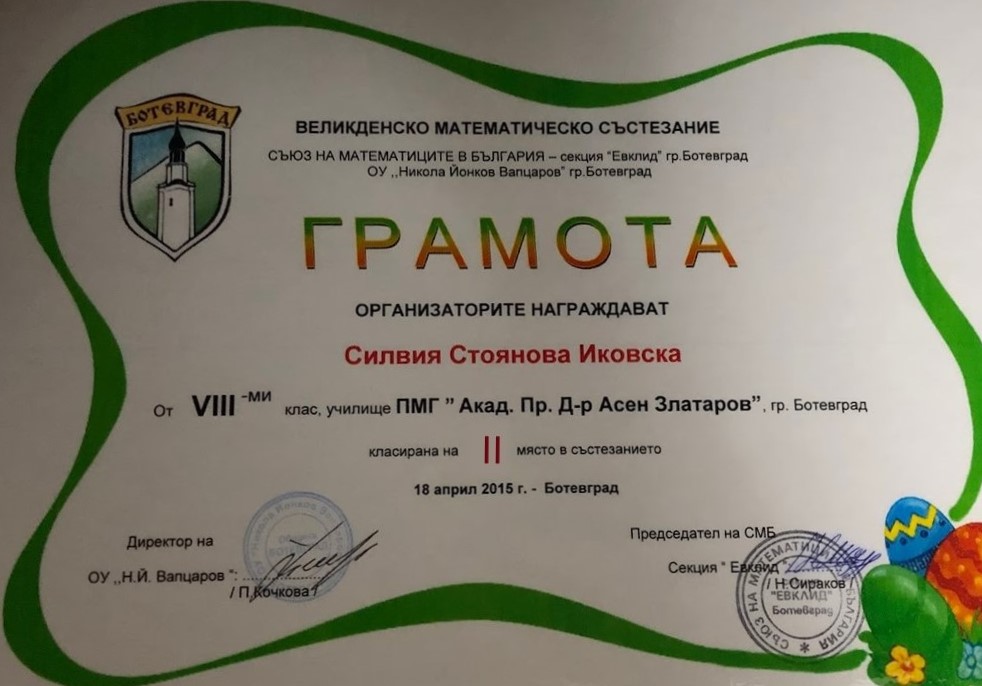 БОТЕВГРАД
ВЕЛИКДЕНСКО МАТЕМАТИЧЕСКО СЪСТЕЗАНИЕ
СЪЮЗ НА МАТЕМАТИЦИТЕ В БЪЛГАРИЯ – секция "Евклид" гр.Ботевград
ОУ ,,Никола Йонков Вапцаров" гр.Ботевград
ГРАМОТА
ОРГАНИЗАТОРИТЕ НАГРАЖДАВАТ
Силвия Стоянова Иковска
От VIII -ми клас, училище ПМГ " Акад. Пр. Д-р Асен Златаров", гр. Ботевград
класирана на II място в състезанието
18 април 2015 г. - Ботевград
Директор на
ОУ ,,Н.Й. Вапцаров ":
/ П.Кочкова /
Председател на СМБ
Секция " Евклид "
/ Н.Сираков /
СЪЮЗ НА МАТЕМАТИЦИТЕ В БЪЛГАРИЯ
"ЕВКЛИД"
Ботевград